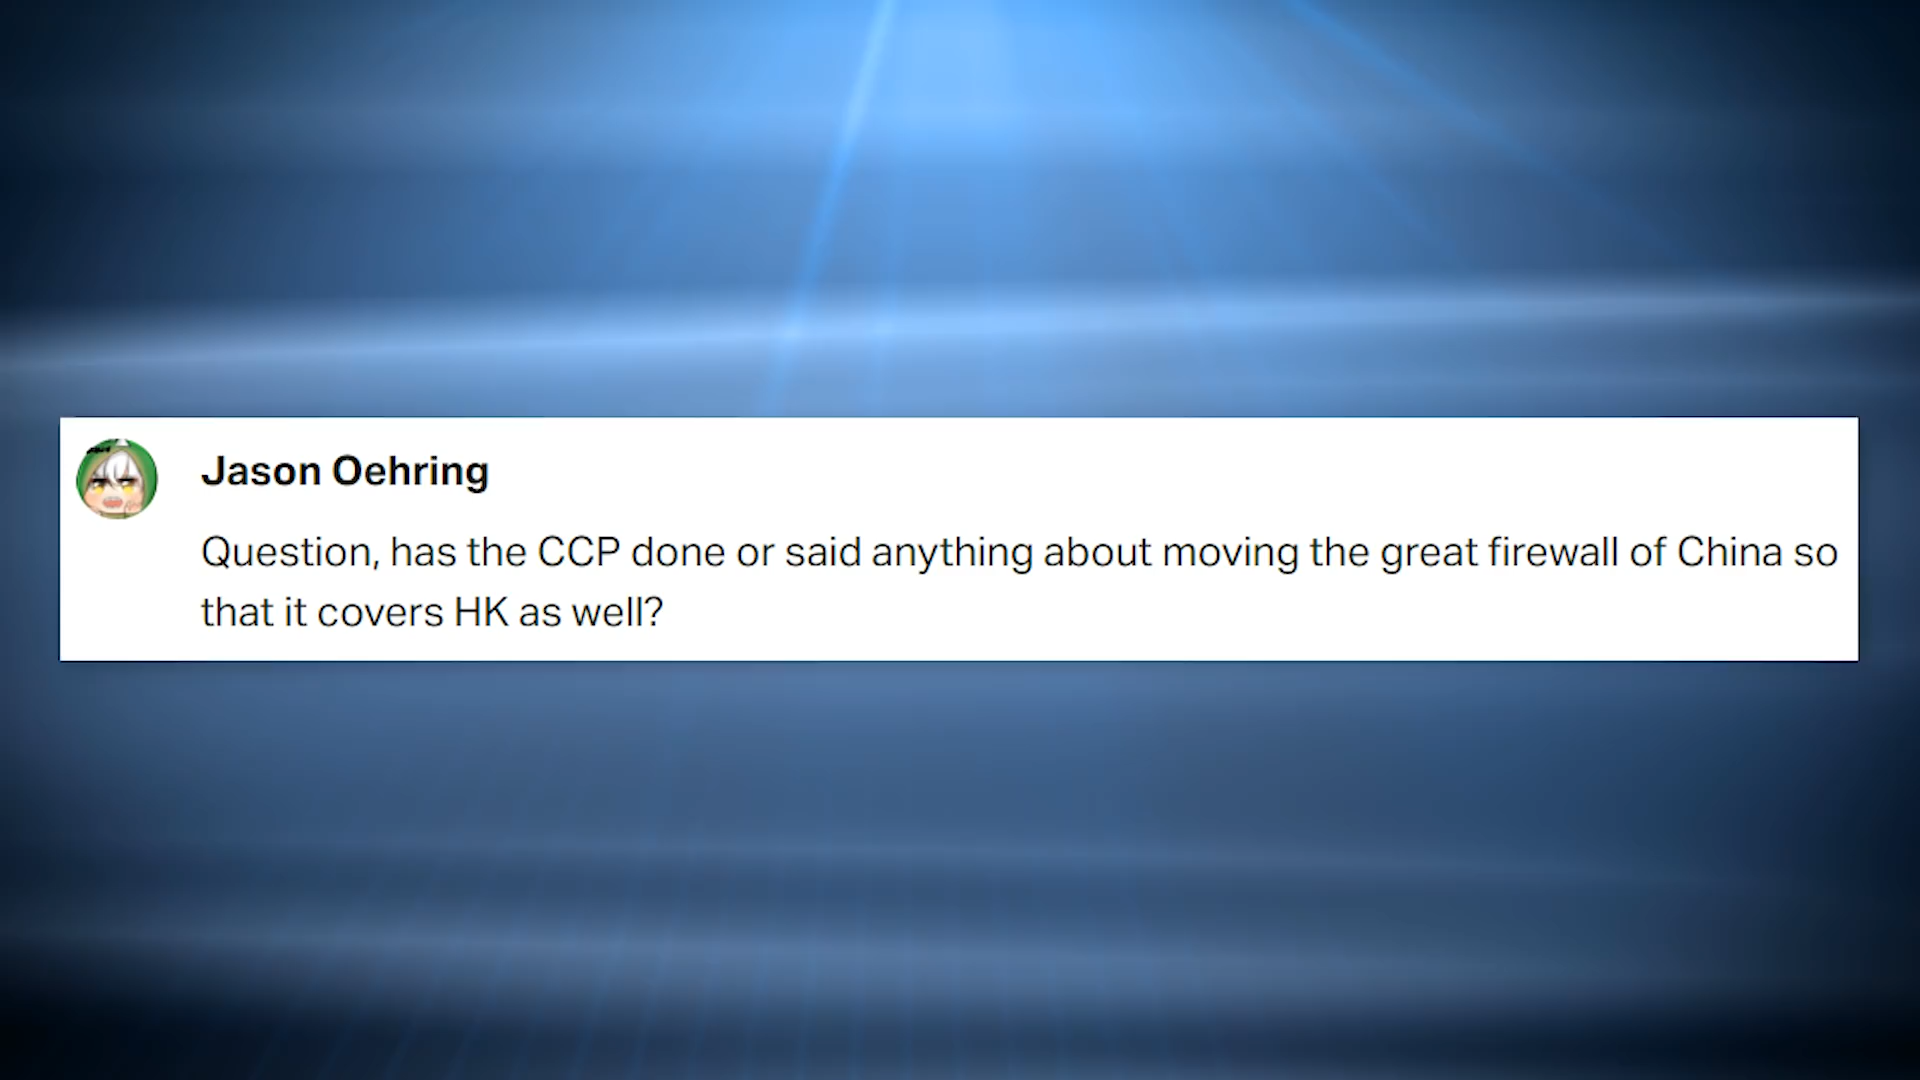 Jason Oehring
Question, has the CCP done or said anything about moving the great firewall of China so
that it covers HK as well?